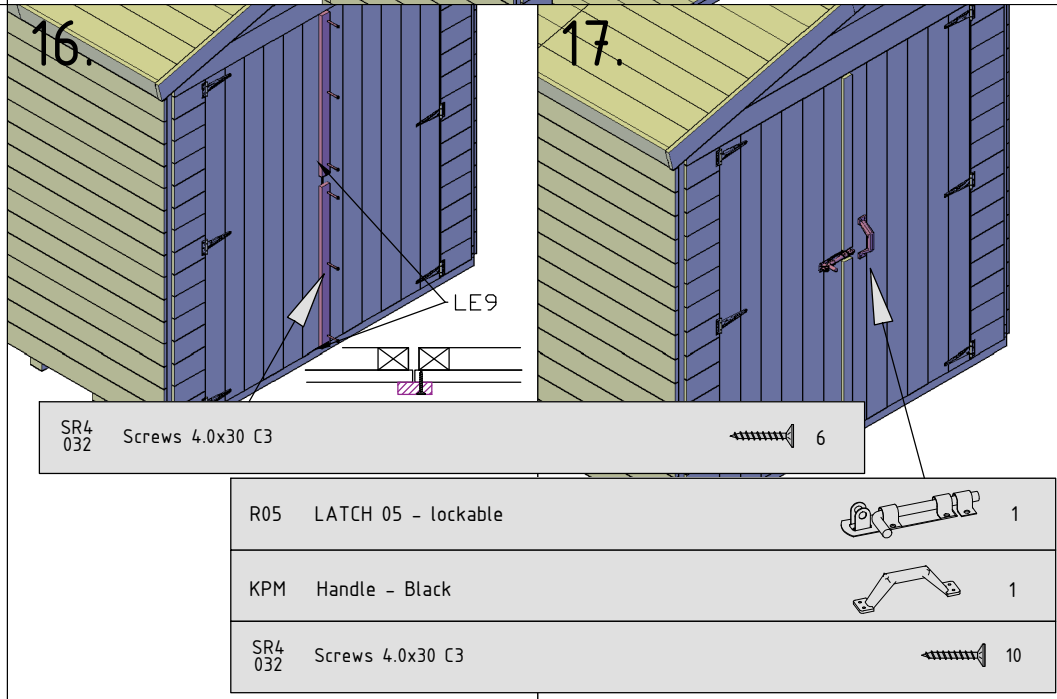 16.
17.
LE9
SR4
032
Screws 4.0x30 C3
6
R05 LATCH 05 - lockable 1
KPM Handle - Black 1
SR4
032
Screws 4.0x30 C3
10